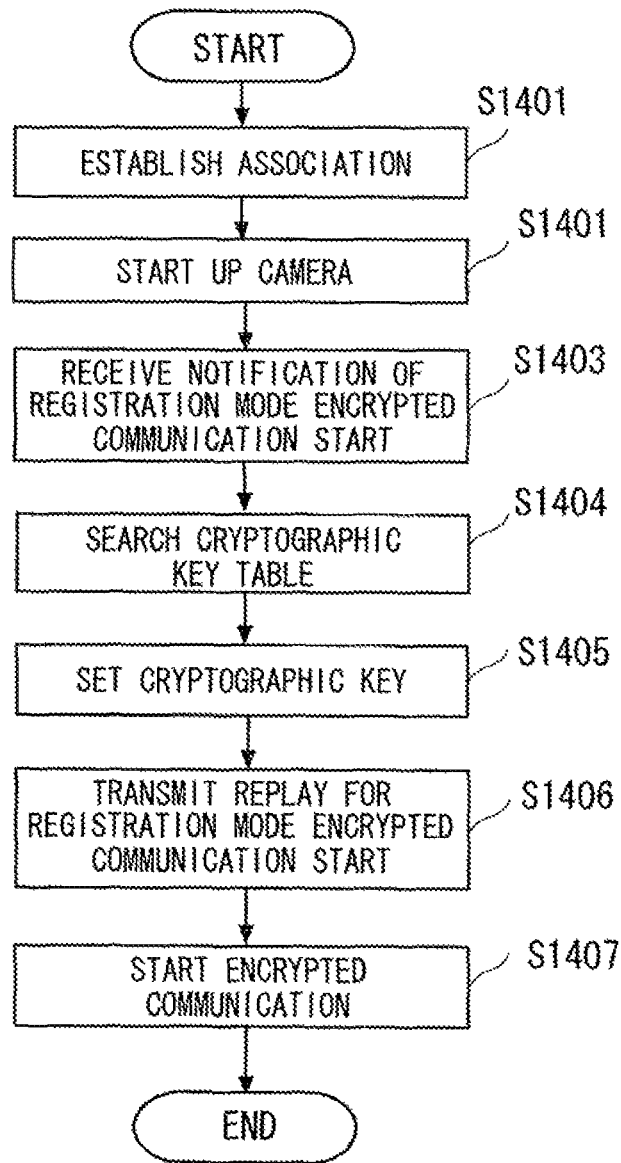 START
S1401
ESTABLISH ASSOCIATION
S1401
START UP CAMERA
S1403
RECEIVE NOTIFICATION OF
REGISTRATION MODE ENCRYPTED
COMMUNICATION START
S1404
SEARCH CRYPTOGRAPHIC
KEY TABLE
S1405
SET CRYPTOGRAPHIC KEY
S1406
TRANSMIT REPLAY FOR
REGISTRATION MODE ENCRYPTED
COMMUNICATION START
S1407
START ENCRYPTED
COMMUNICATION
END